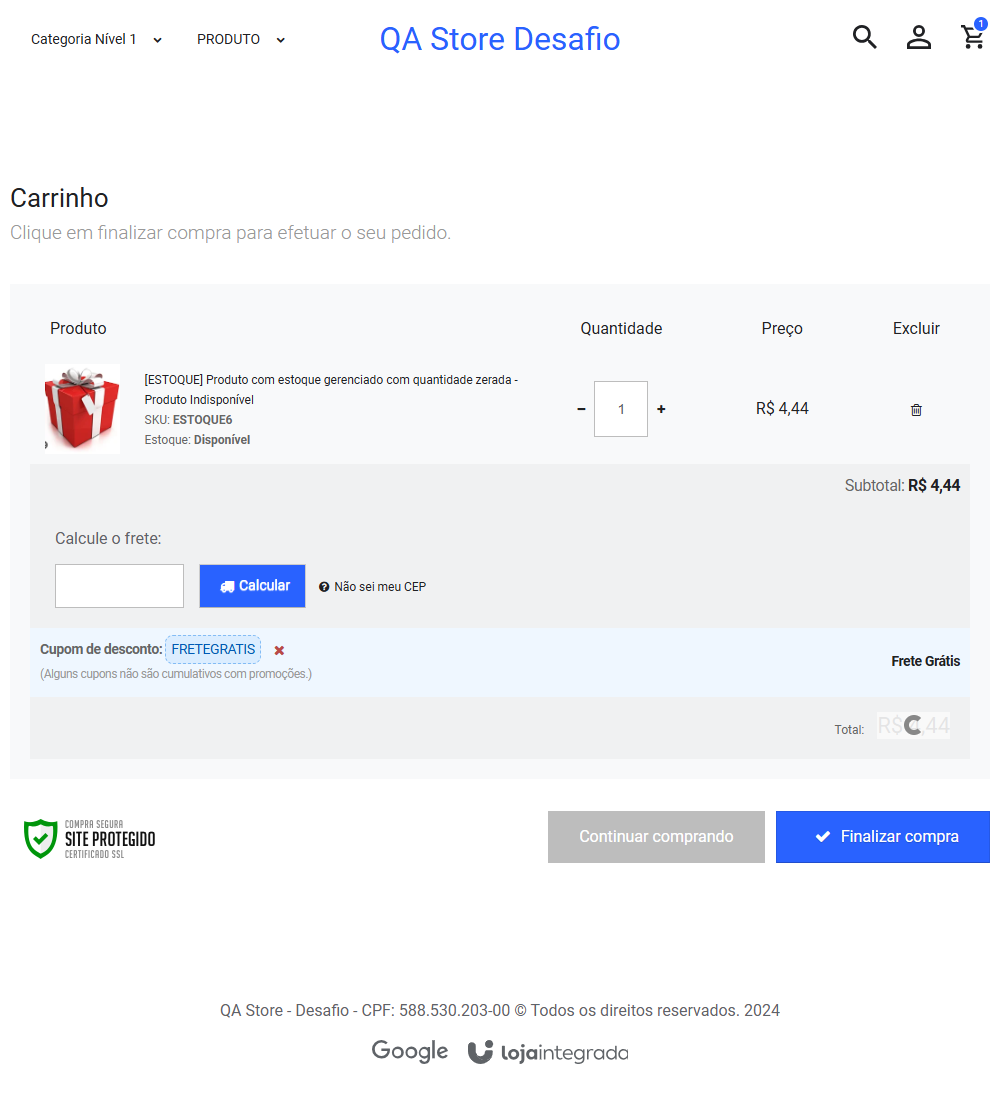 Categoria Nível 1
PRODUTO
QA Store Desafio
1
Carrinho
Clique em finalizar compra para efetuar o seu pedido.
Produto
Quantidade
Preço
Excluir
[ESTOQUE] Produto com estoque gerenciado com quantidade zerada -
Produto Indisponível
SKU: ESTOQUE6
Estoque: Disponível
− 1 +
R$ 4,44
Subtotal: R$ 4,44
Calcule o frete:
Calcular
Não sei meu CEP
Cupom de desconto: FRETEGRATIS
(Alguns cupons não são cumulativos com promoções.)
Frete Grátis
Total: R$ ,44
COMPRA SEGURA
SITE PROTEGIDO
CERTIFICADO SSL
Continuar comprando
Finalizar compra
QA Store - Desafio - CPF: 588.530.203-00 © Todos os direitos reservados. 2024
Google
lojaintegrada